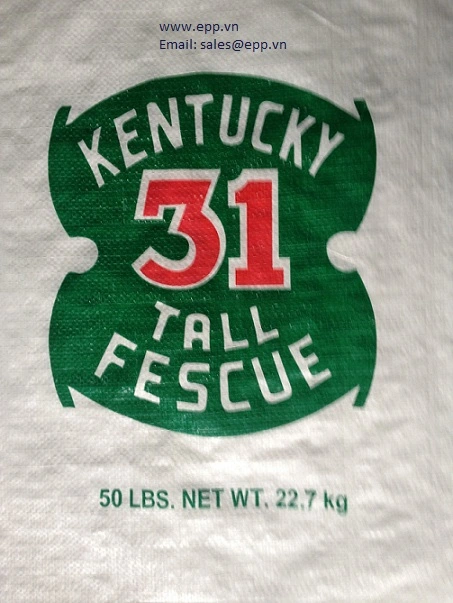 www.epp.vn
Email: sales@epp.vn
KENTUCKY
31
TALL
FESCUE
50 LBS. NET WT. 22.7 kg